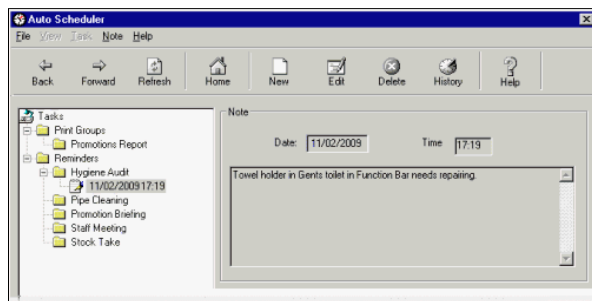 Auto Scheduler
File View Task Note Help
Back Forward Refresh Home New Edit Delete History Help
Tasks
Print Groups
Promotions Report
Reminders
Hygiene Audit
11/02/2009 17:19
Pipe Cleaning
Promotion Briefing
Staff Meeting
Stock Take
Note
Date: 11/02/2009 Time 17:19
Towel holder in Gents toilet in Function Bar needs repairing.